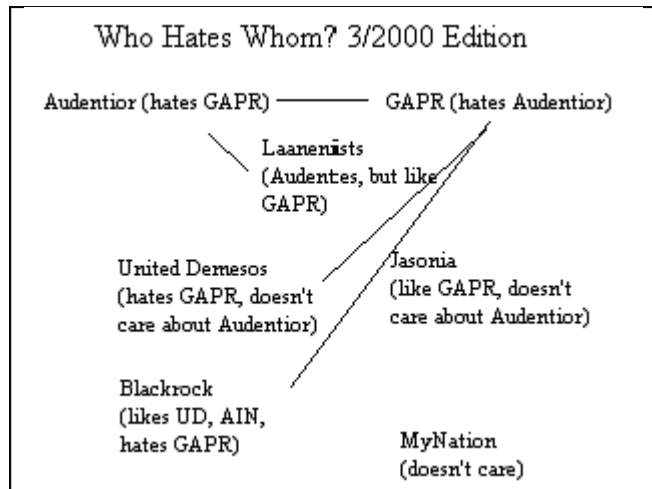 Who Hates Whom? 3/2000 Edition
Audentior (hates GAPR)
GAPR (hates Audentior)
Laanenïsts
(Audentes, but like
GAPR)
United Demesos
(hates GAPR, doesn't
care about Audentior)
Jasonia
(like GAPR, doesn't
care about Audentior)
Blackrock
(likes UD, AIN,
hates GAPR)
MyNation
(doesn't care)